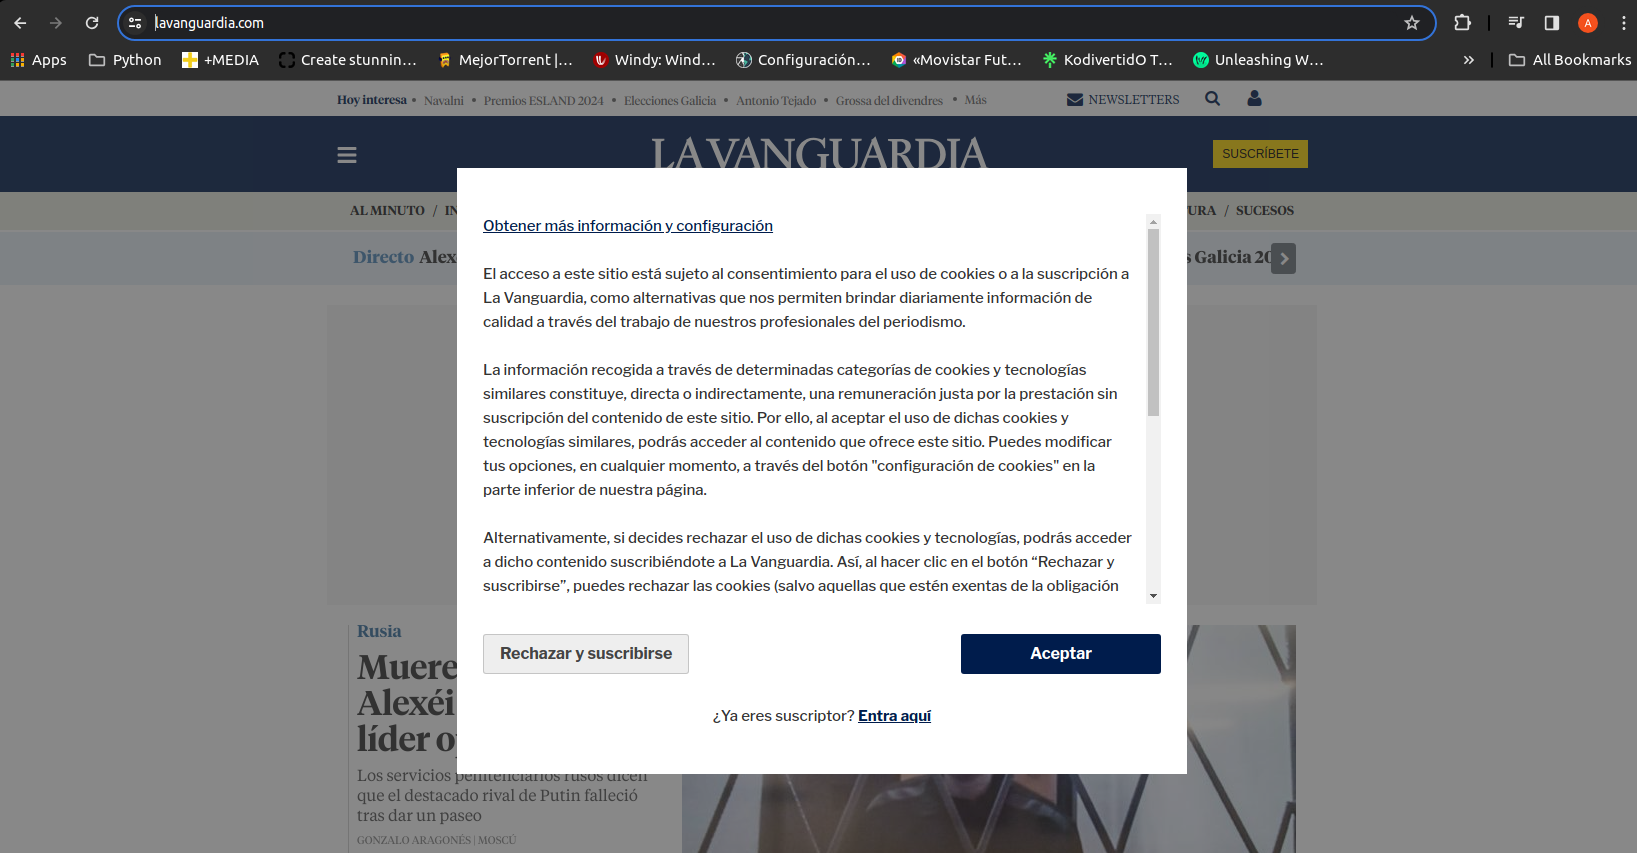 lavanguardia.com
A
Apps
Python
+MEDIA
Create stunnin...
MejorTorrent |...
Windy: Wind...
Configuración...
«Movistar Fut...
KodivertidO T...
Unleashing W...
»
All Bookmarks
Hoy interesa • Navalni • Premios ESLAND 2024 • Elecciones Galicia • Antonio Tejado • Grossa del divendres • Más
NEWSLETTERS
LA VANGUARDIA
SUSCRÍBETE
AL MINUTO / IN
URA / SUCESOS
Directo Alex
s Galicia 20
Obtener más información y configuración
El acceso a este sitio está sujeto al consentimiento para el uso de cookies o a la suscripción a
La Vanguardia, como alternativas que nos permiten brindar diariamente información de
calidad a través del trabajo de nuestros profesionales del periodismo.
La información recogida a través de determinadas categorías de cookies y tecnologías
similares constituye, directa o indirectamente, una remuneración justa por la prestación sin
suscripción del contenido de este sitio. Por ello, al aceptar el uso de dichas cookies y
tecnologías similares, podrás acceder al contenido que ofrece este sitio. Puedes modificar
tus opciones, en cualquier momento, a través del botón "configuración de cookies" en la
parte inferior de nuestra página.
Alternativamente, si decides rechazar el uso de dichas cookies y tecnologías, podrás acceder
a dicho contenido suscribiéndote a La Vanguardia. Así, al hacer clic en el botón “Rechazar y
suscribirse”, puedes rechazar las cookies (salvo aquellas que estén exentas de la obligación
Rechazar y suscribirse
Aceptar
¿Ya eres suscriptor? Entra aquí
Rusia
Muere
Alexéi
líder o
Los servicios penitenciarios rusos dicen
que el destacado rival de Putin falleció
tras dar un paseo
GONZALO ARAGONÉS | MOSCÚ